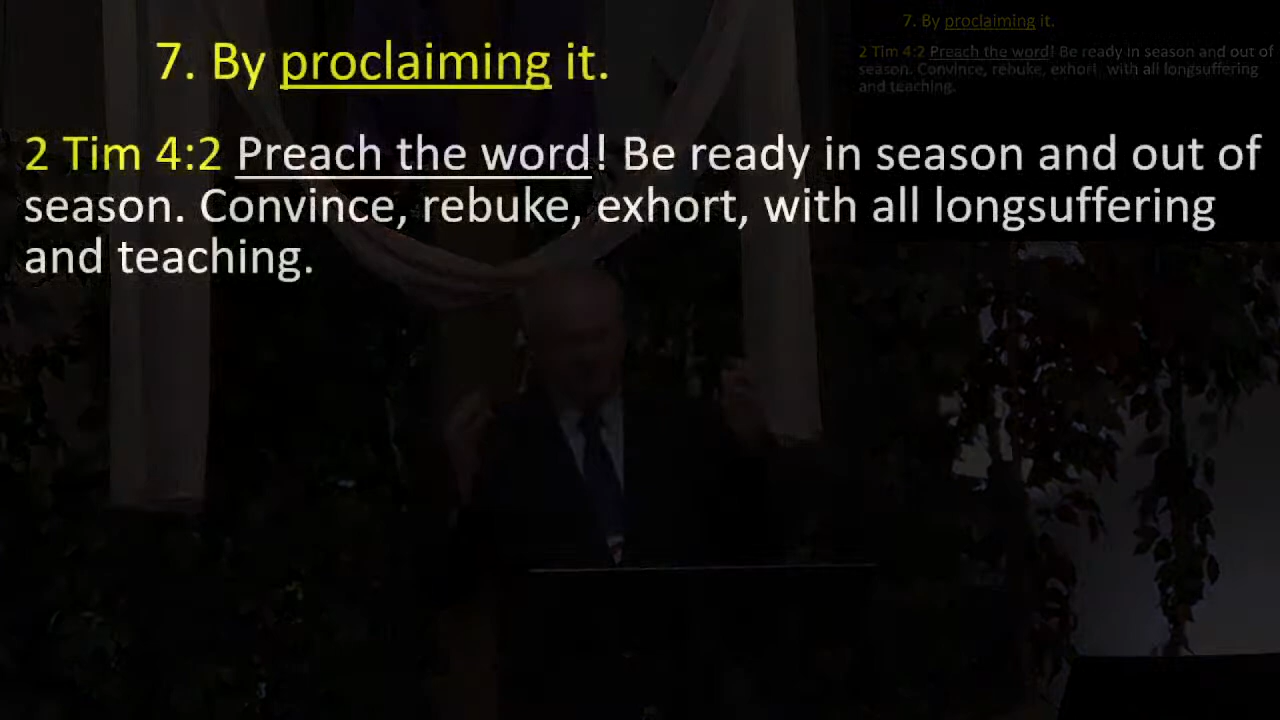 7. By proclaiming it.
2 Tim 4:2 Preach the word! Be ready in season and out of
season. Convince, rebuke, exhort, with all longsuffering
and teaching.
7. By proclaiming it.
2 Tim 4:2 Preach the word! Be ready in season and out of
season. Convince, rebuke, exhort, with all longsuffering
and teaching.